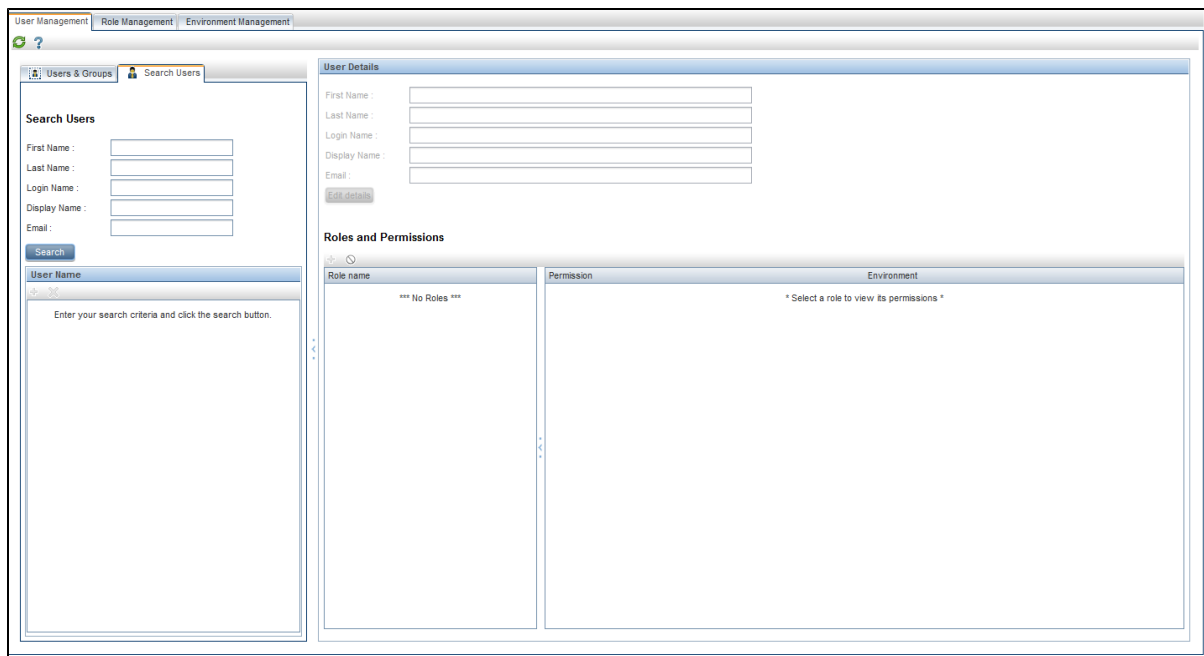 User Management Role Management Environment Management
?
Users & Groups Search Users
Search Users
First Name :
Last Name :
Login Name :
Display Name :
Email :
Search
User Name
Enter your search criteria and click the search button.
User Details
First Name :
Last Name :
Login Name :
Display Name :
Email :
Edit details
Roles and Permissions
Role name
*** No Roles ***
Permission Environment
* Select a role to view its permissions *